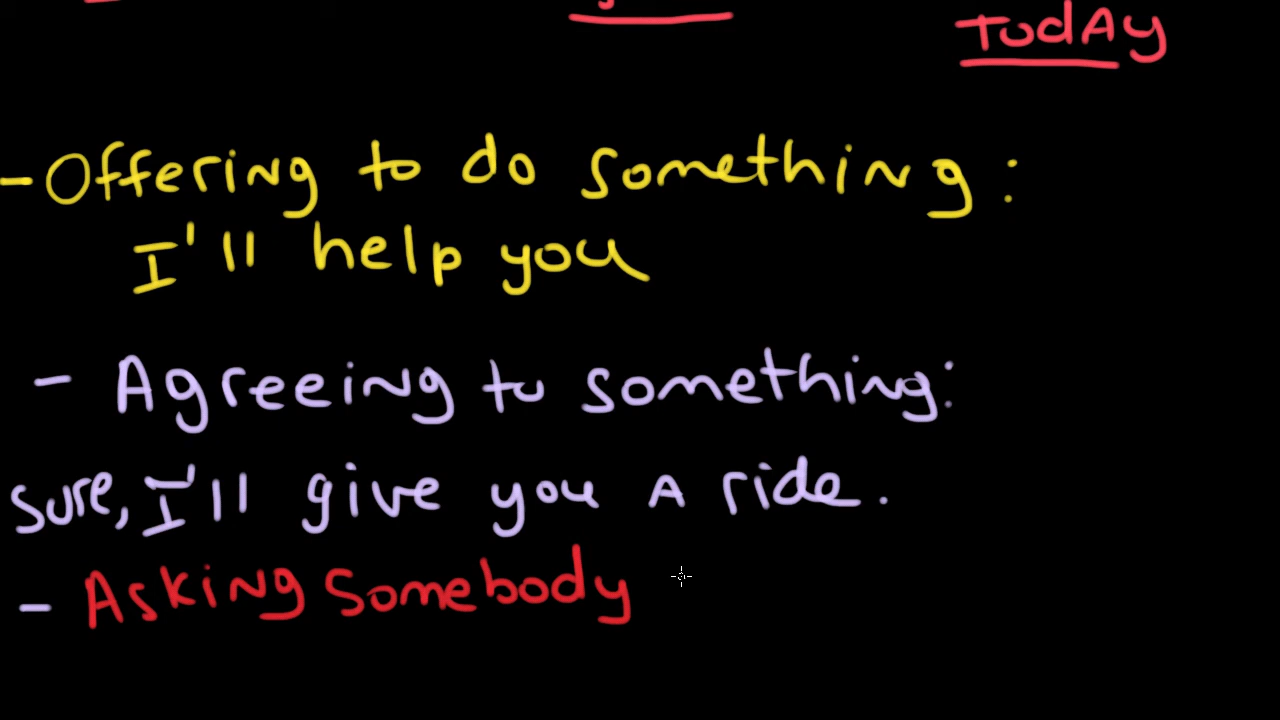 TodAy
- Offering to do something:
I'll help you
- Agreeing to something:
sure, I'll give you A ride.
- Asking somebody